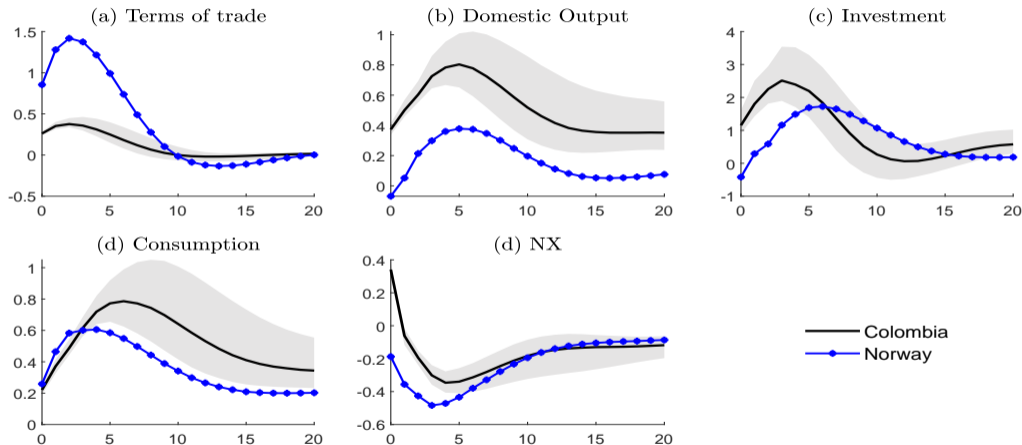 (a) Terms of trade
(b) Domestic Output
(c) Investment
1.5
1
0.5
0
-0.5
0 5 10 15 20
1
0.8
0.6
0.4
0.2
0
0 5 10 15 20
4
3
2
1
0
-1
0 5 10 15 20
(d) Consumption
(d) NX
1
0.8
0.6
0.4
0.2
0
0 5 10 15 20
0.4
0.2
0
-0.2
-0.4
-0.6
0 5 10 15 20
Colombia
Norway